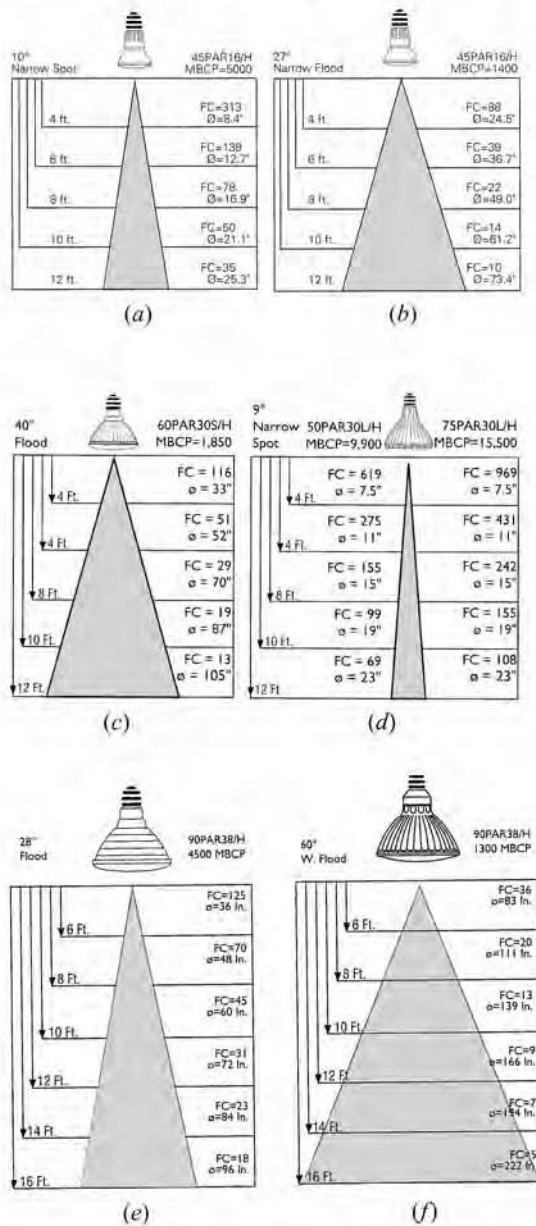 10° 45PAR16/H
Narrow Spot MBCP=5000
FC=313
4 ft. Ø=8.4"
FC=139
6 ft. Ø=12.7"
FC=78
8 ft. Ø=16.9"
FC=50
10 ft. Ø=21.1"
FC=35
12 ft. Ø=25.3"
(a)
27° 45PAR16/H
Narrow Flood MBCP=1400
FC=88
4 ft. Ø=24.5"
FC=39
6 ft. Ø=36.7"
FC=22
8 ft. Ø=49.0"
FC=14
10 ft. Ø=61.2"
FC=10
12 ft. Ø=73.4"
(b)
40° 60PAR30S/H
Flood MBCP=1,850
FC = 116
ø = 33"
4 Ft.
FC = 51
ø = 52"
4 Ft.
FC = 29
ø = 70"
8 Ft.
FC = 19
ø = 87"
10 Ft.
FC = 13
ø = 105"
12 Ft.
(c)
9°
Narrow 50PAR30L/H 75PAR30L/H
Spot MBCP=9,900 MBCP=15,500
FC = 619 FC = 969
ø = 7.5" ø = 7.5"
4 Ft.
FC = 275 FC = 431
ø = 11" ø = 11"
4 Ft.
FC = 155 FC = 242
ø = 15" ø = 15"
8 Ft.
FC = 99 FC = 155
ø = 19" ø = 19"
10 Ft.
FC = 69 FC = 108
ø = 23" ø = 23"
12 Ft.
(d)
28° 90PAR38/H
Flood 4500 MBCP
FC=125
ø=36 In.
6 Ft.
FC=70
ø=48 In.
8 Ft.
FC=45
ø=60 In.
10 Ft.
FC=31
ø=72 In.
12 Ft.
FC=23
ø=84 In.
14 Ft.
FC=18
ø=96 In.
16 Ft.
(e)
60° 90PAR38/H
W. Flood 1300 MBCP
FC=36
ø=83 In.
6 Ft.
FC=20
ø=111 In.
8 Ft.
FC=13
ø=139 In.
10 Ft.
FC=9
ø=166 In.
12 Ft.
FC=7
ø=194 In.
14 Ft.
FC=5
ø=222 In.
16 Ft.
(f)